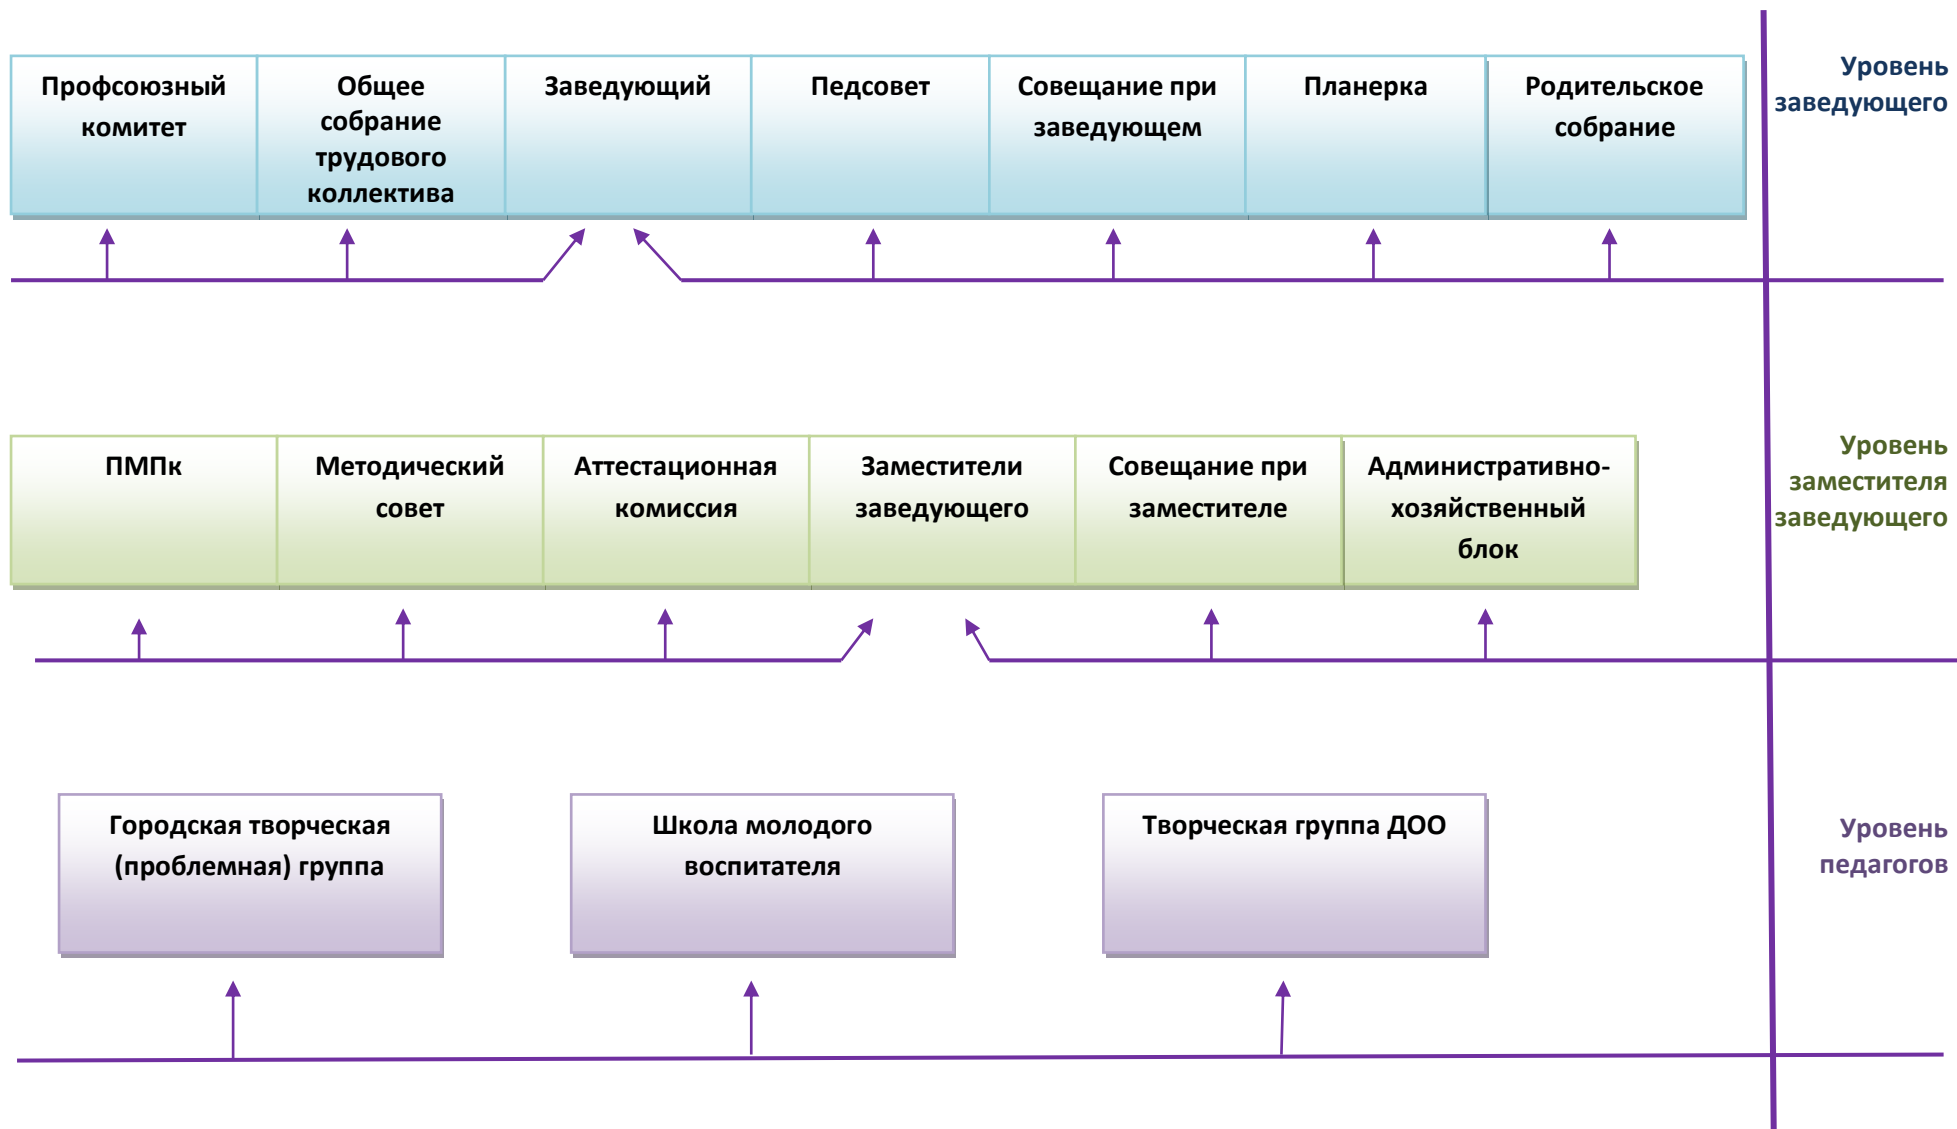 Профсоюзный
комитет
Общее
собрание
трудового
коллектива
Заведующий
Педсовет
Совещание при
заведующем
Планерка
Родительское
собрание
Уровень
заведующего
ПМПк
Методический
совет
Аттестационная
комиссия
Заместители
заведующего
Совещание при
заместителе
Административно-
хозяйственный
блок
Уровень
заместителя
заведующего
Городская творческая
(проблемная) группа
Школа молодого
воспитателя
Творческая группа ДОО
Уровень
педагогов